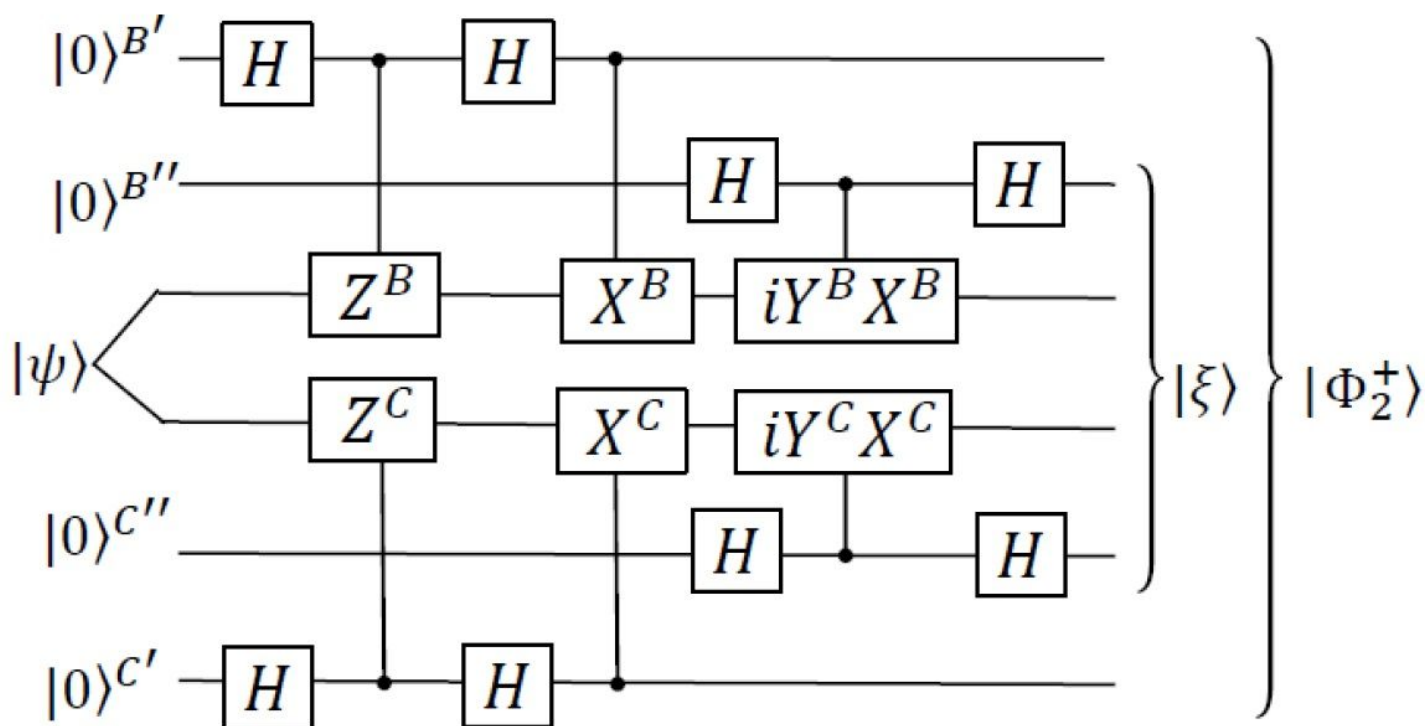 |0⟩^{B'} H H
|0⟩^{B''} H H
Z^B X^B iY^B X^B
|ψ⟩ |ξ⟩ |Φ_2^+⟩
Z^C X^C iY^C X^C
|0⟩^{C''} H H
|0⟩^{C'} H H